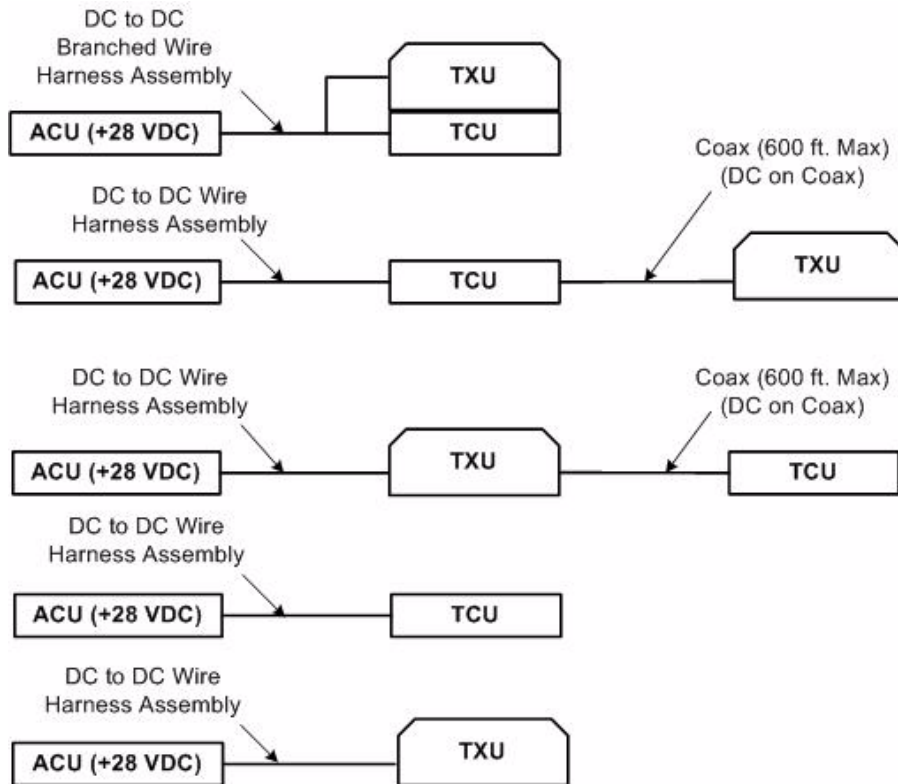 DC to DC
Branched Wire
Harness Assembly
TXU
ACU (+28 VDC)
TCU
Coax (600 ft. Max)
(DC on Coax)
DC to DC Wire
Harness Assembly
ACU (+28 VDC)
TCU
TXU
DC to DC Wire
Harness Assembly
Coax (600 ft. Max)
(DC on Coax)
ACU (+28 VDC)
TXU
TCU
DC to DC Wire
Harness Assembly
ACU (+28 VDC)
TCU
DC to DC Wire
Harness Assembly
ACU (+28 VDC)
TXU